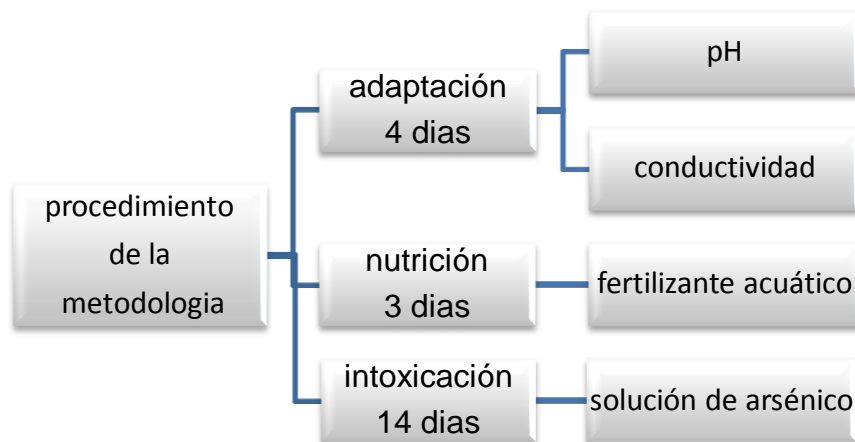 procedimiento
de la
metodologia
adaptación
4 dias
pH
conductividad
nutrición
3 dias
fertilizante acuático
intoxicación
14 dias
solución de arsénico